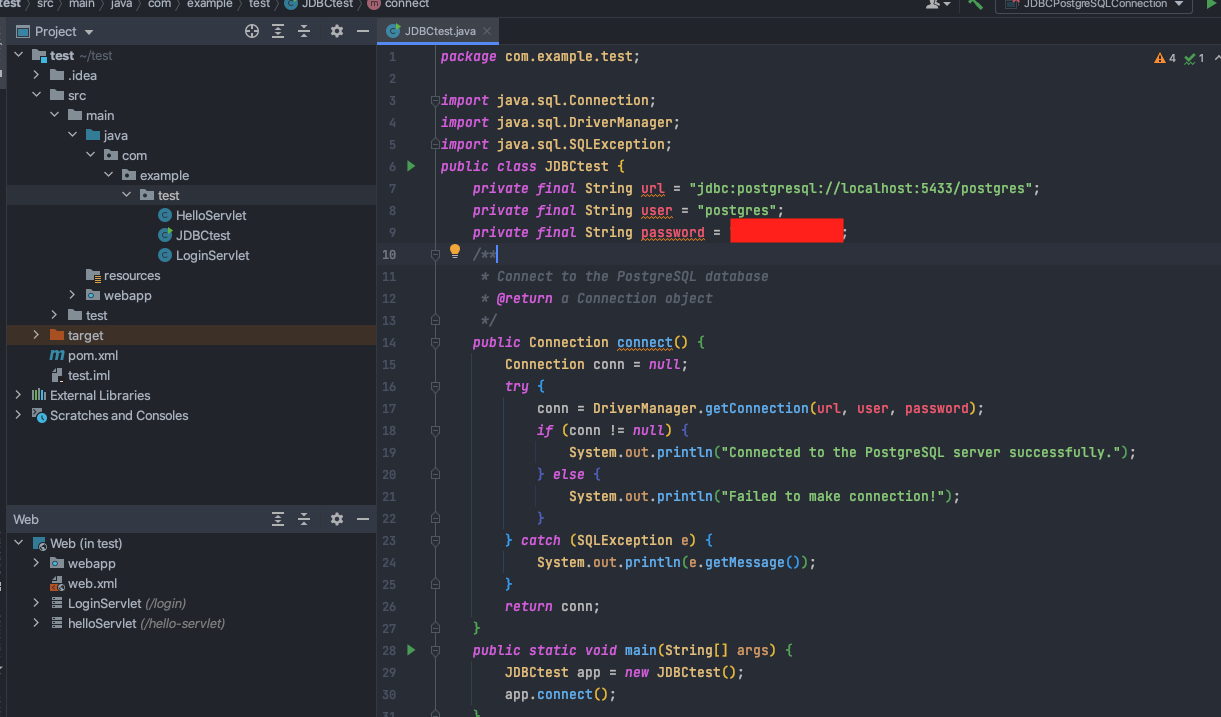 test
src
main
java
com
example
test
JDBCtest
connect
JDBCPostgreSQLConnection
Project
JDBCtest.java
test ~/test
.idea
src
main
java
com
example
test
HelloServlet
JDBCtest
LoginServlet
resources
webapp
test
target
pom.xml
test.iml
External Libraries
Scratches and Consoles
Web
Web (in test)
webapp
web.xml
LoginServlet (/login)
helloServlet (/hello-servlet)
4 1
1 package com.example.test;
2
3 import java.sql.Connection;
4 import java.sql.DriverManager;
5 import java.sql.SQLException;
6 public class JDBCtest {
7 private final String url = "jdbc:postgresql://localhost:5433/postgres";
8 private final String user = "postgres";
9 private final String password = ;
10 /**
11 * Connect to the PostgreSQL database
12 * @return a Connection object
13 */
14 public Connection connect() {
15 Connection conn = null;
16 try {
17 conn = DriverManager.getConnection(url, user, password);
18 if (conn != null) {
19 System.out.println("Connected to the PostgreSQL server successfully.");
20 } else {
21 System.out.println("Failed to make connection!");
22 }
23 } catch (SQLException e) {
24 System.out.println(e.getMessage());
25 }
26 return conn;
27 }
28 public static void main(String[] args) {
29 JDBCtest app = new JDBCtest();
30 app.connect();
31 }